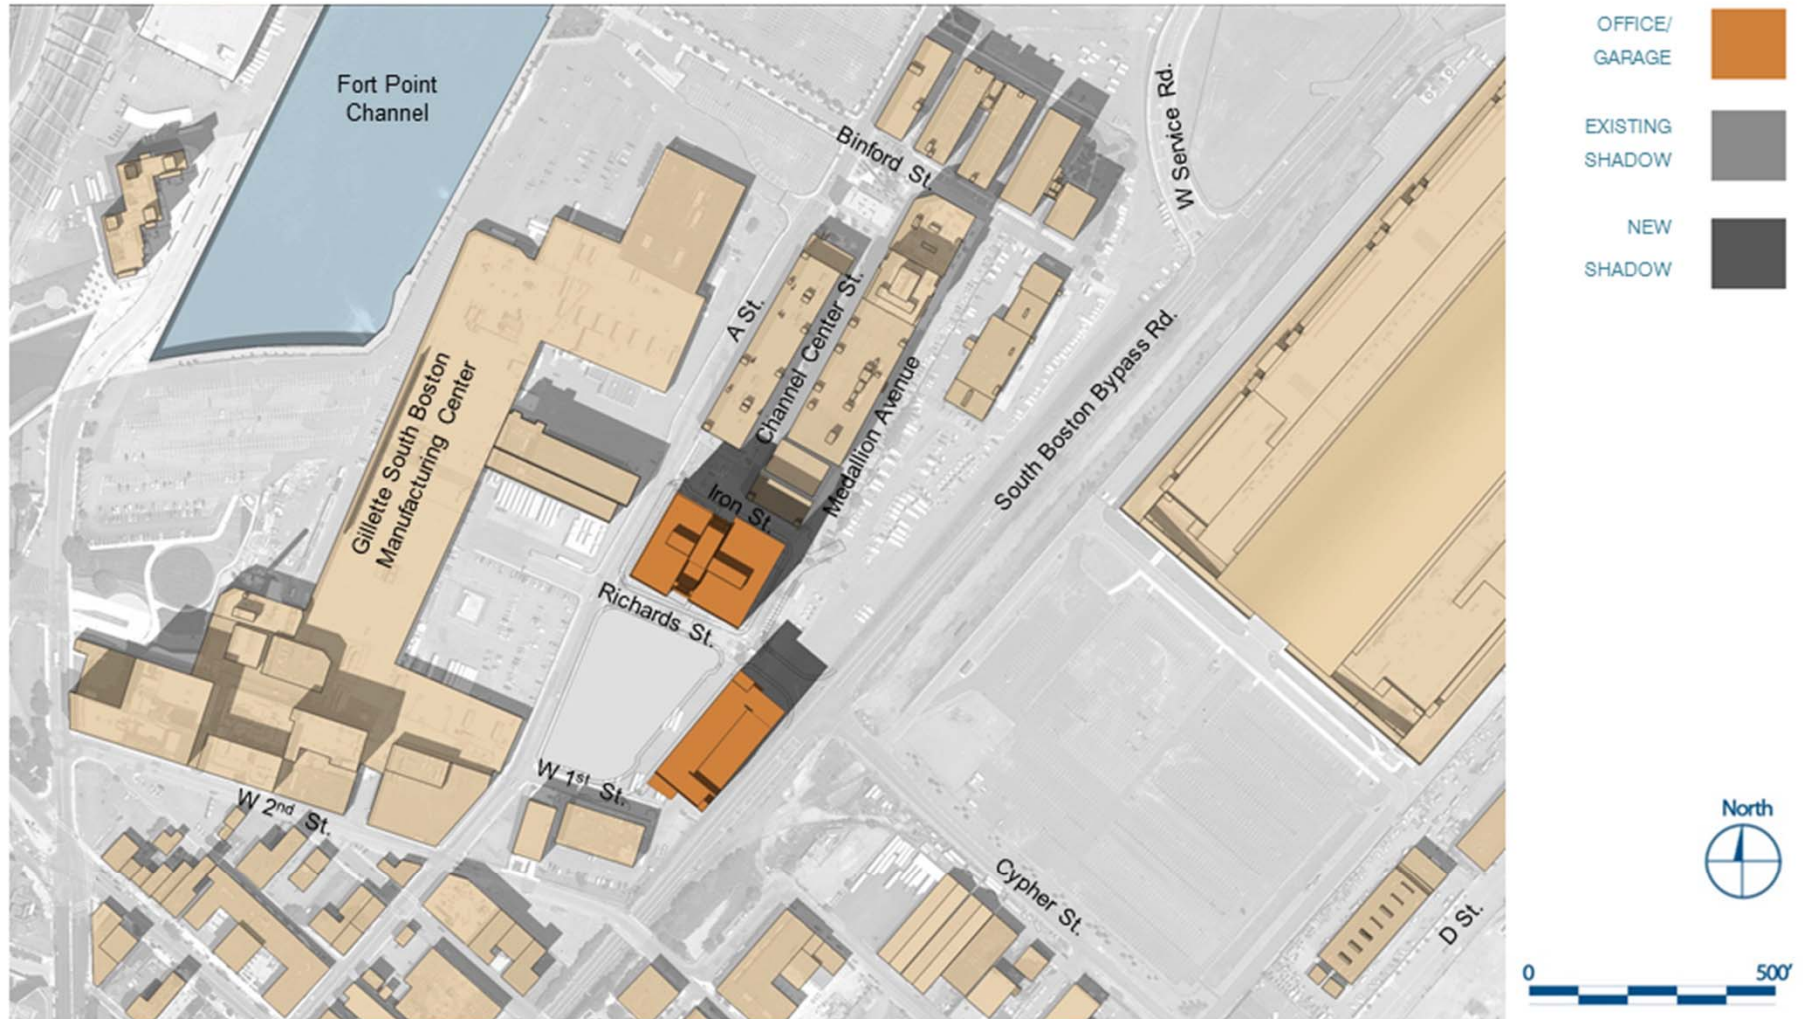 Fort Point
Channel
Binford St.
W Service Rd.
A St.
Channel Center St.
Medallion Avenue
South Boston Bypass Rd.
Gillette South Boston
Manufacturing Center
Iron St.
Richards St.
W 1st St.
W 2nd St.
Cypher St.
D St.
OFFICE/
GARAGE
EXISTING
SHADOW
NEW
SHADOW
North
0 500'